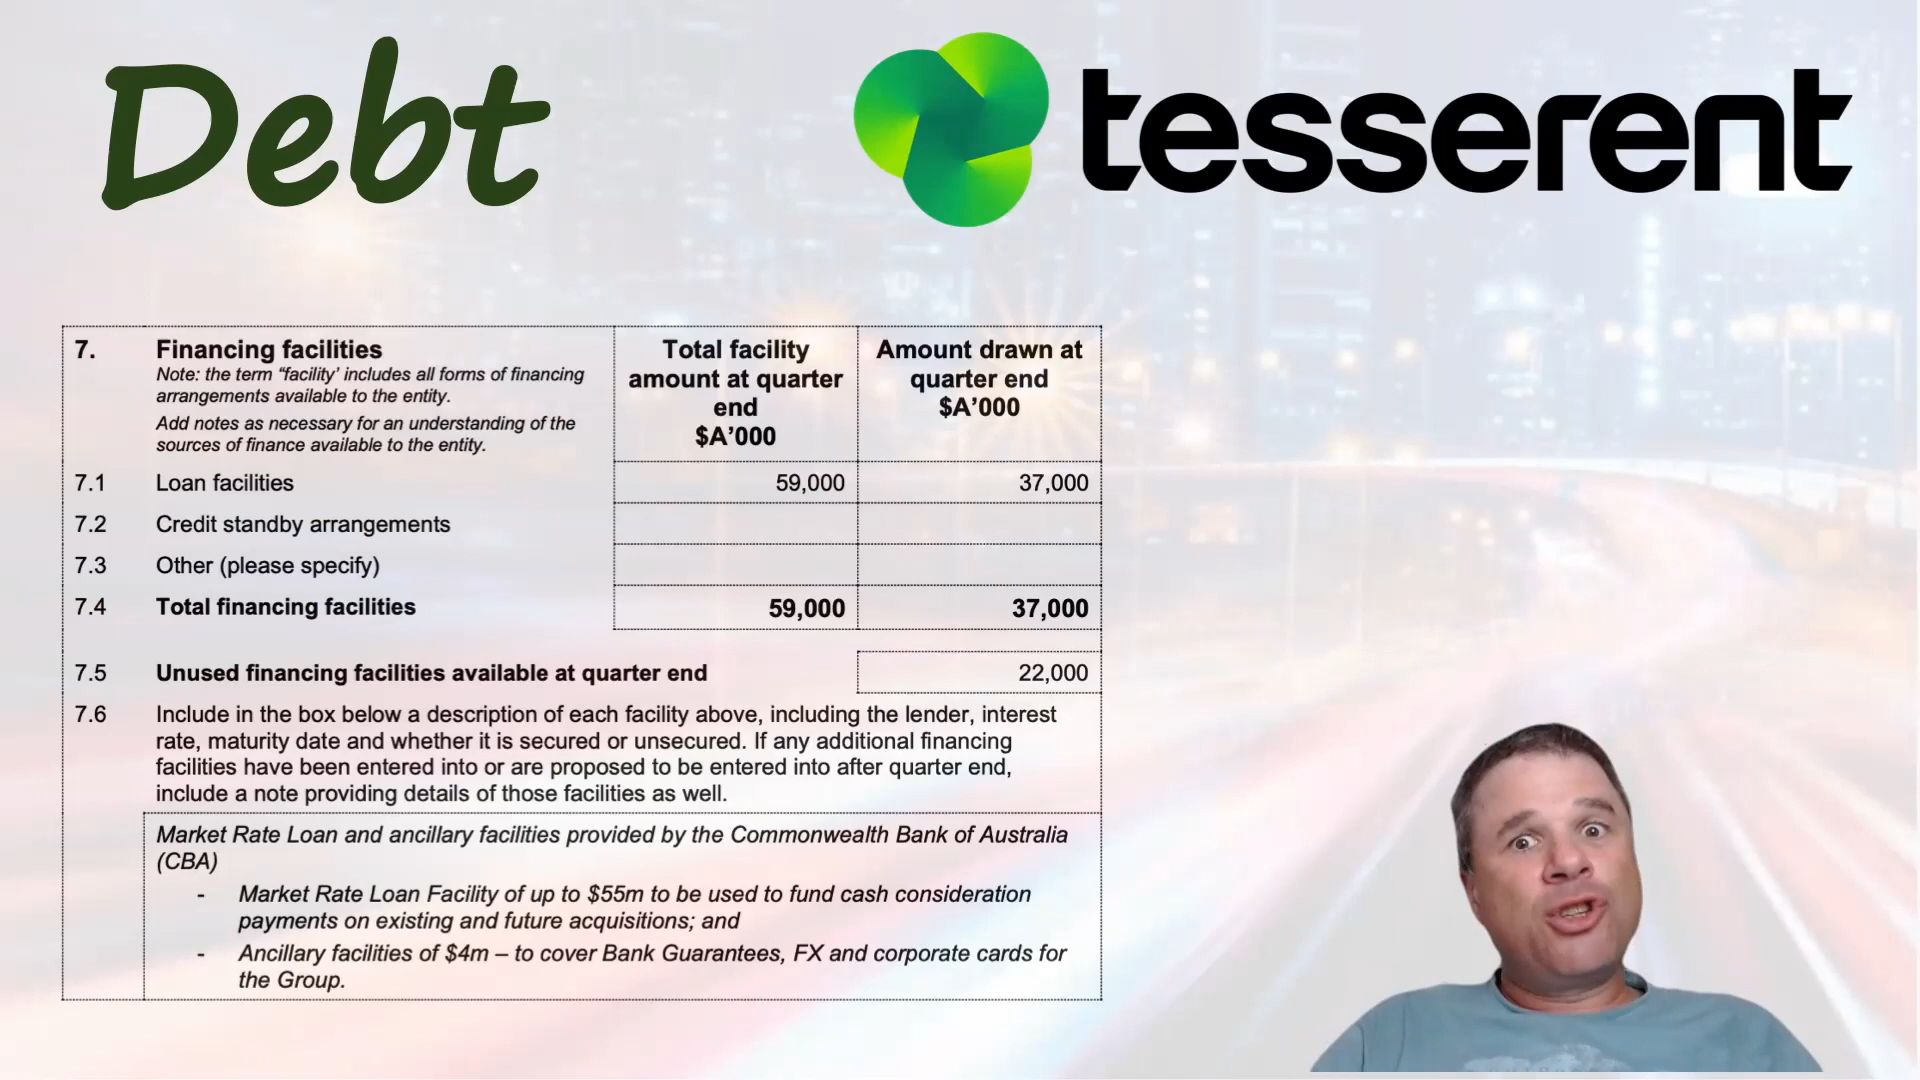 Debt
tesserent
7. Financing facilities
Note: the term “facility’ includes all forms of financing
arrangements available to the entity.
Add notes as necessary for an understanding of the
sources of finance available to the entity.
Total facility
amount at quarter
end
$A’000
Amount drawn at
quarter end
$A’000
7.1 Loan facilities 59,000 37,000
7.2 Credit standby arrangements
7.3 Other (please specify)
7.4 Total financing facilities 59,000 37,000
7.5 Unused financing facilities available at quarter end 22,000
7.6 Include in the box below a description of each facility above, including the lender, interest
rate, maturity date and whether it is secured or unsecured. If any additional financing
facilities have been entered into or are proposed to be entered into after quarter end,
include a note providing details of those facilities as well.
Market Rate Loan and ancillary facilities provided by the Commonwealth Bank of Australia
(CBA)
- Market Rate Loan Facility of up to $55m to be used to fund cash consideration
payments on existing and future acquisitions; and
- Ancillary facilities of $4m – to cover Bank Guarantees, FX and corporate cards for
the Group.